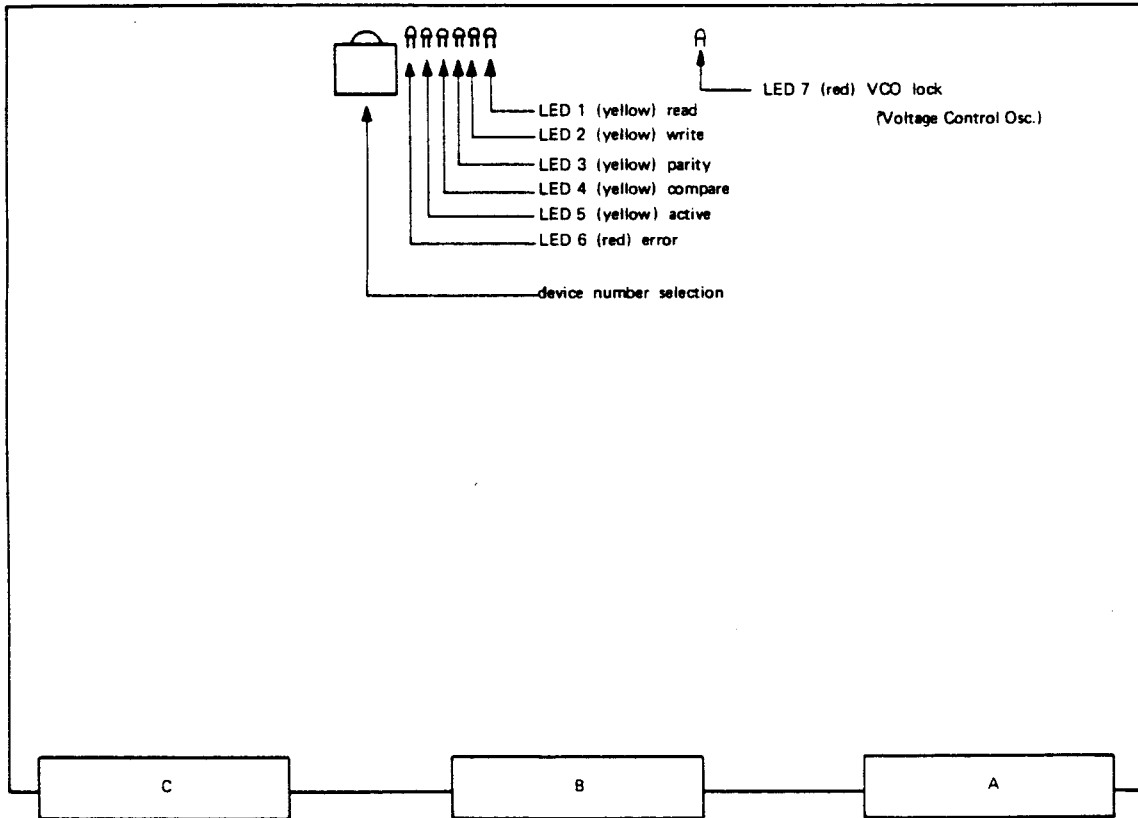 LED 7 (red) VCO lock
(Voltage Control Osc.)
LED 1 (yellow) read
LED 2 (yellow) write
LED 3 (yellow) parity
LED 4 (yellow) compare
LED 5 (yellow) active
LED 6 (red) error
device number selection
C
B
A